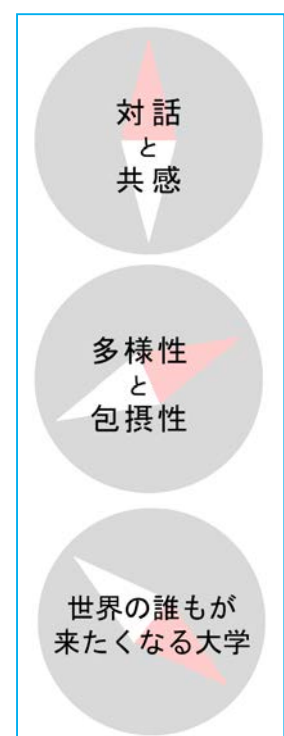 対話
と
共感
多様性
と
包摂性
世界の誰もが
来たくなる大学